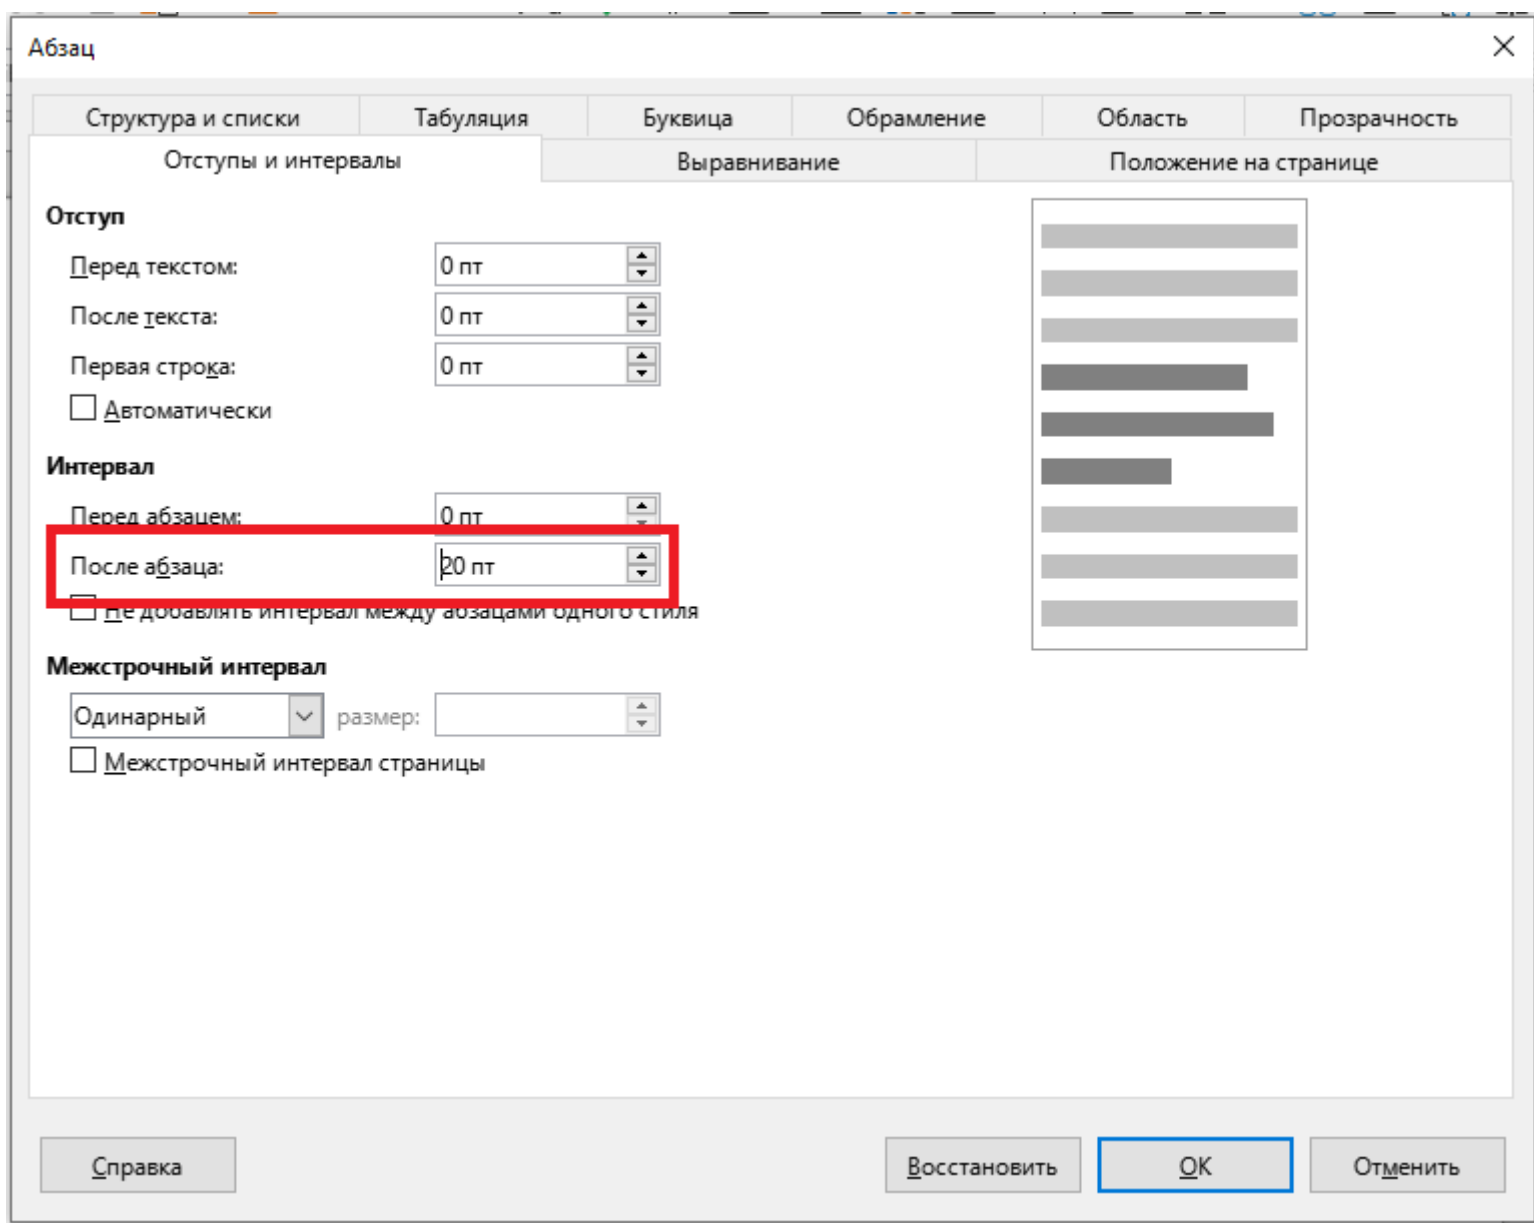 Абзац
Структура и списки Табуляция Буквица Обрамление Область Прозрачность
Отступы и интервалы Выравнивание Положение на странице
Отступ
Перед текстом: 0 пт
После текста: 0 пт
Первая строка: 0 пт
Автоматически
Интервал
Перед абзацем: 0 пт
После абзаца: 20 пт
Не добавлять интервал между абзацами одного стиля
Межстрочный интервал
Одинарный размер:
Межстрочный интервал страницы
Справка Восстановить OK Отменить